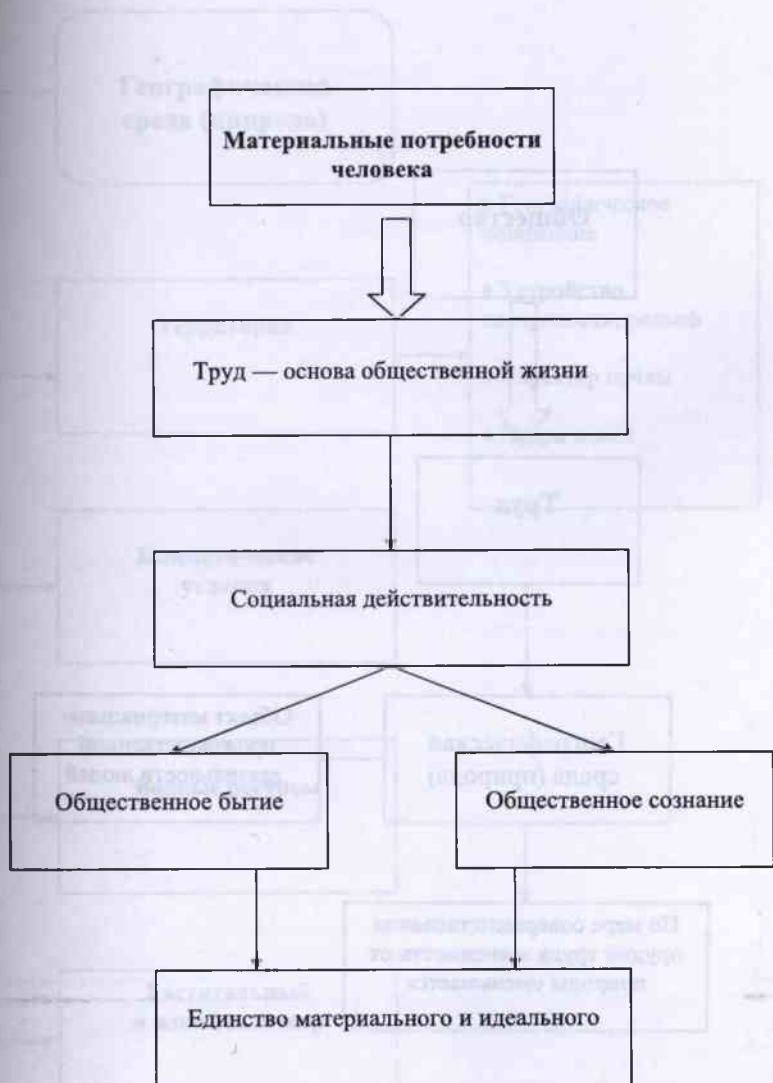 Материальные потребности
человека
Труд — основа общественной жизни
Социальная действительность
Общественное бытие
Общественное сознание
Единство материального и идеального